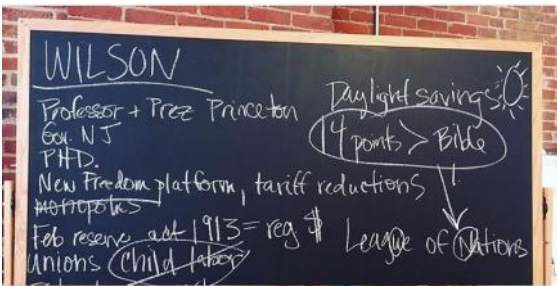 WILSON
Professor + Prez Princeton
Gov. NJ
PHD.
New Freedom platform, tariff reductions
monopolies
Feb reserve act 1913 = reg $
unions child labor
Daylight savings
14 points > Bible
League of Nations